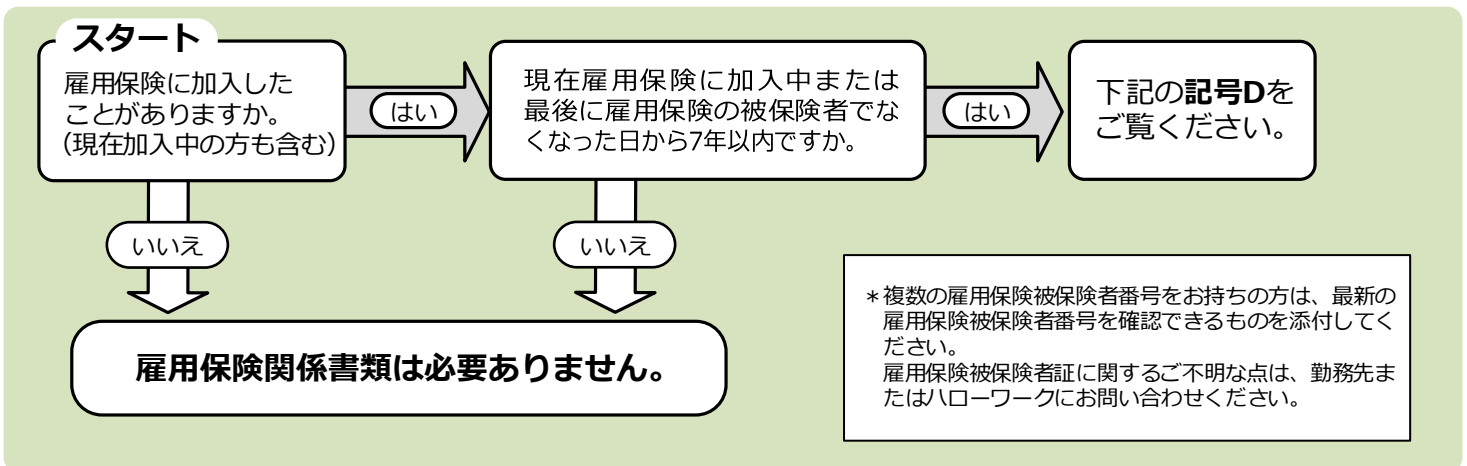 スタート
雇用保険に加入した
ことがありますか。
（現在加入中の方も含む）
はい
現在雇用保険に加入中または
最後に雇用保険の被保険者でな
くなった日から7年以内ですか。
はい
下記の記号Dを
ご覧ください。
いいえ
いいえ
雇用保険関係書類は必要ありません。
＊複数の雇用保険被保険者番号をお持ちの方は、最新の
雇用保険被保険者番号を確認できるものを添付してく
ださい。
雇用保険被保険者証に関するご不明な点は、勤務先ま
たはハローワークにお問い合わせください。